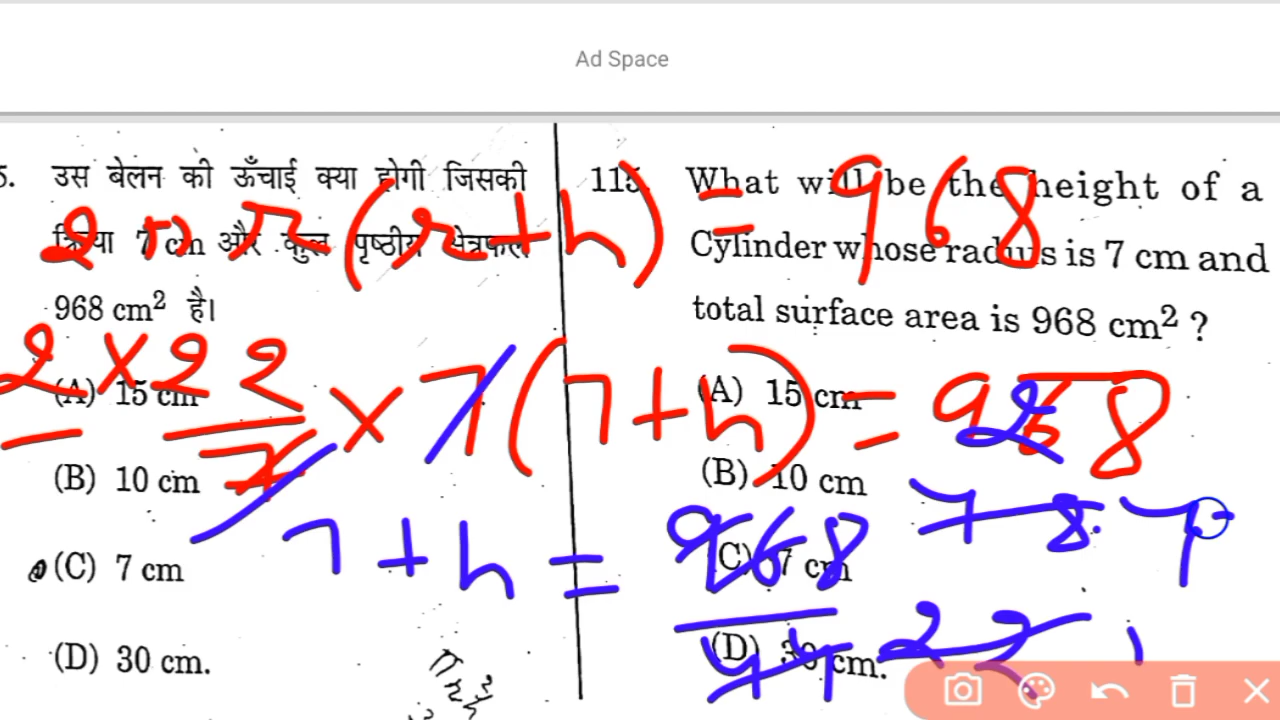 Ad Space
5. उस बेलन की ऊँचाई क्या होगी जिसकी
त्रिज्या 7 cm और कुल पृष्ठीय क्षेत्रफल
968 cm² है।
(A) 15 cm
(B) 10 cm
(C) 7 cm
(D) 30 cm.
115. What will be the height of a
Cylinder whose radius is 7 cm and
total surface area is 968 cm² ?
(A) 15 cm
(B) 10 cm
(C) 7 cm
(D) 30 cm.
2πr(r+h) = 968
2×22/7×7(7+h) = 968
7+h = 968/44